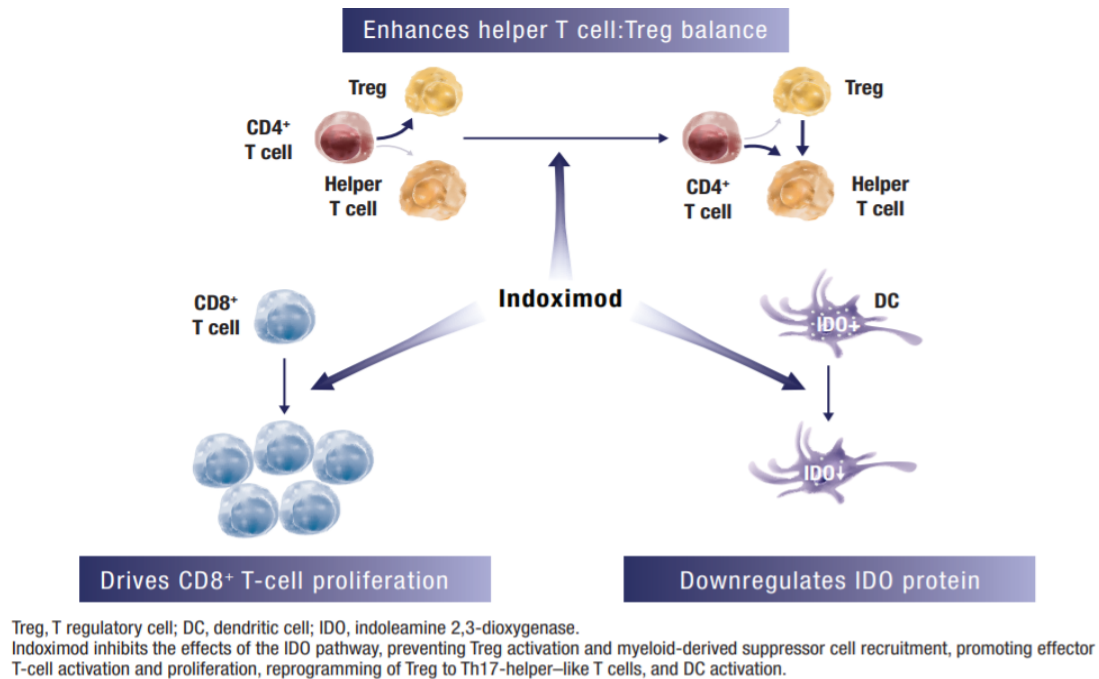 Enhances helper T cell:Treg balance
Treg
CD4⁺
T cell
Helper
T cell
Treg
CD4⁺
T cell
Helper
T cell
Indoximod
CD8⁺
T cell
DC
IDO+
IDO↓
Drives CD8⁺ T-cell proliferation
Downregulates IDO protein
Treg, T regulatory cell; DC, dendritic cell; IDO, indoleamine 2,3-dioxygenase.
Indoximod inhibits the effects of the IDO pathway, preventing Treg activation and myeloid-derived suppressor cell recruitment, promoting effector
T-cell activation and proliferation, reprogramming of Treg to Th17-helper–like T cells, and DC activation.